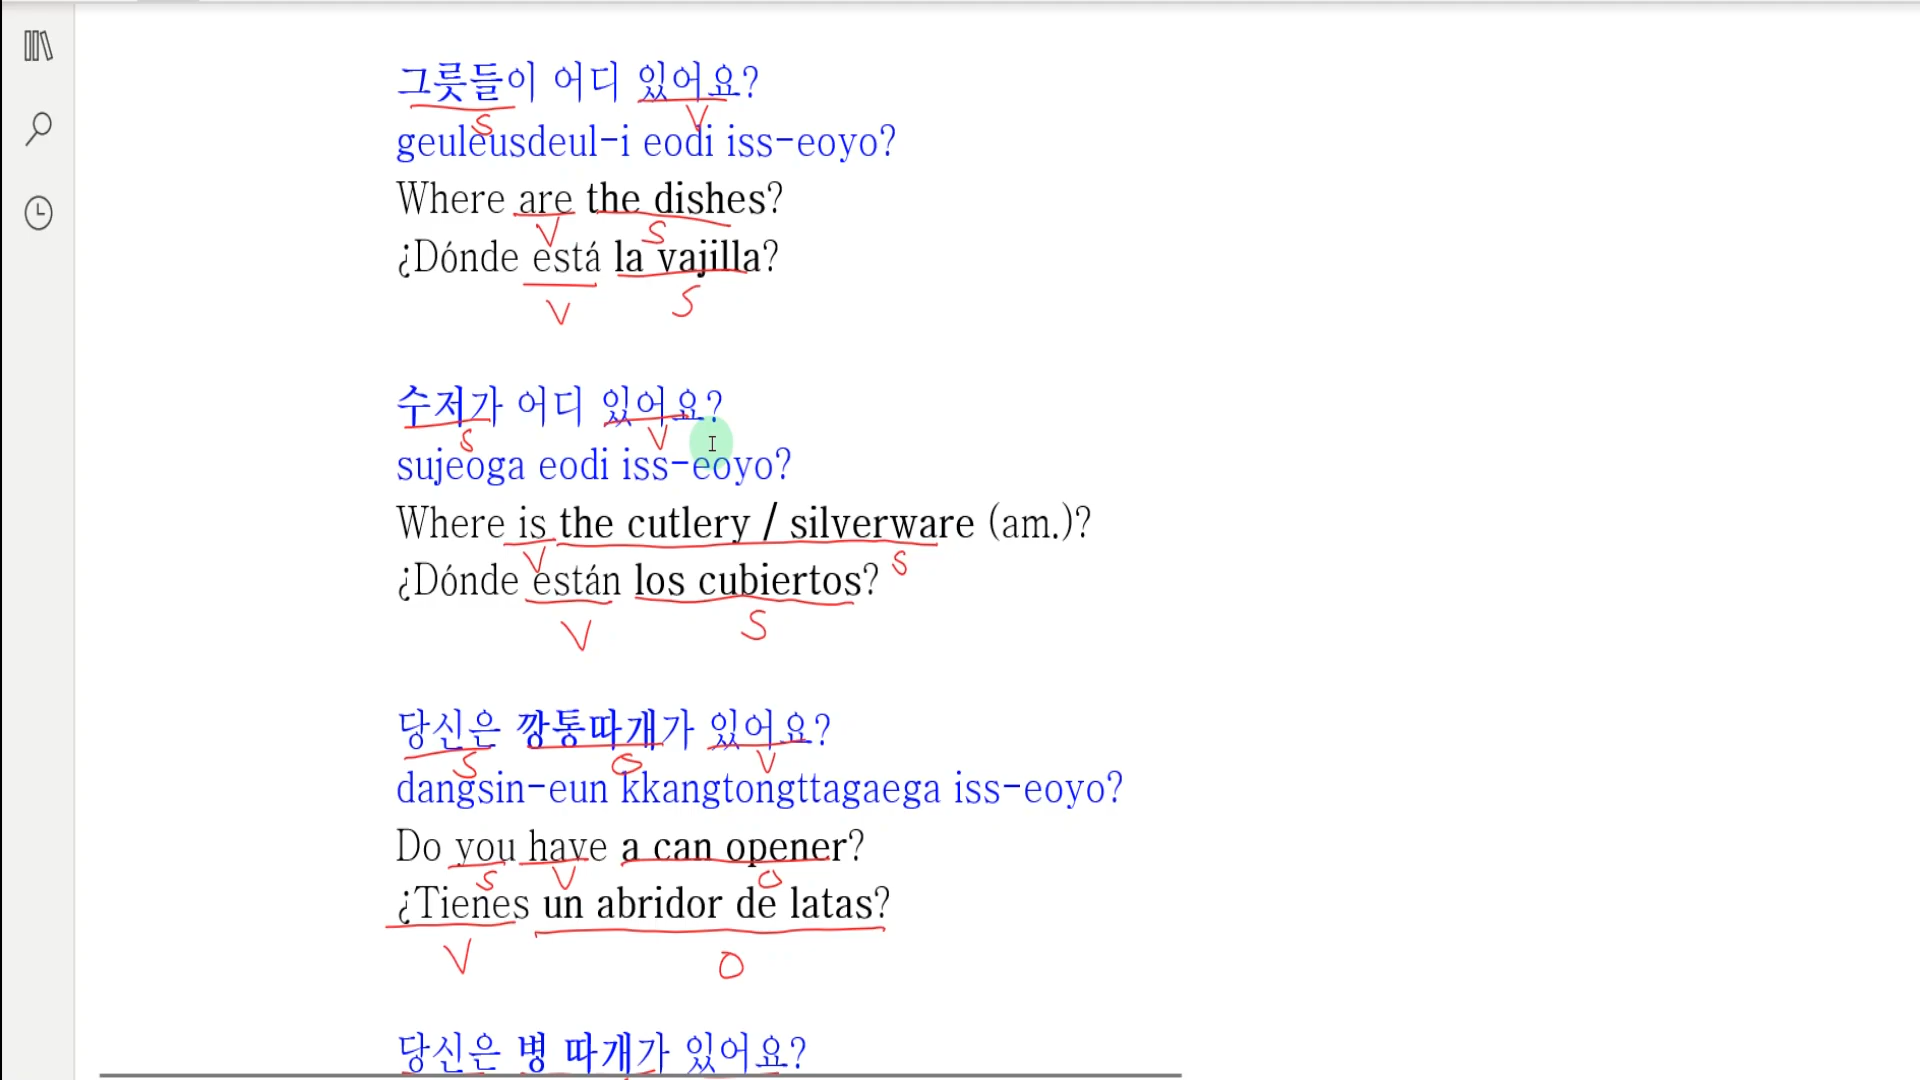 그릇들이 어디 있어요?
S V
geuleusdeul-i eodi iss-eoyo?
Where are the dishes?
V S
¿Dónde está la vajilla?
V S
수저가 어디 있어요?
S V
sujeoga eodi iss-eoyo?
Where is the cutlery / silverware (am.)?
V S
¿Dónde están los cubiertos?
V S
당신은 깡통따개가 있어요?
S O V
dangsin-eun kkangtongttagaega iss-eoyo?
Do you have a can opener?
S V O
¿Tienes un abridor de latas?
V O
당신은 병 따개가 있어요?